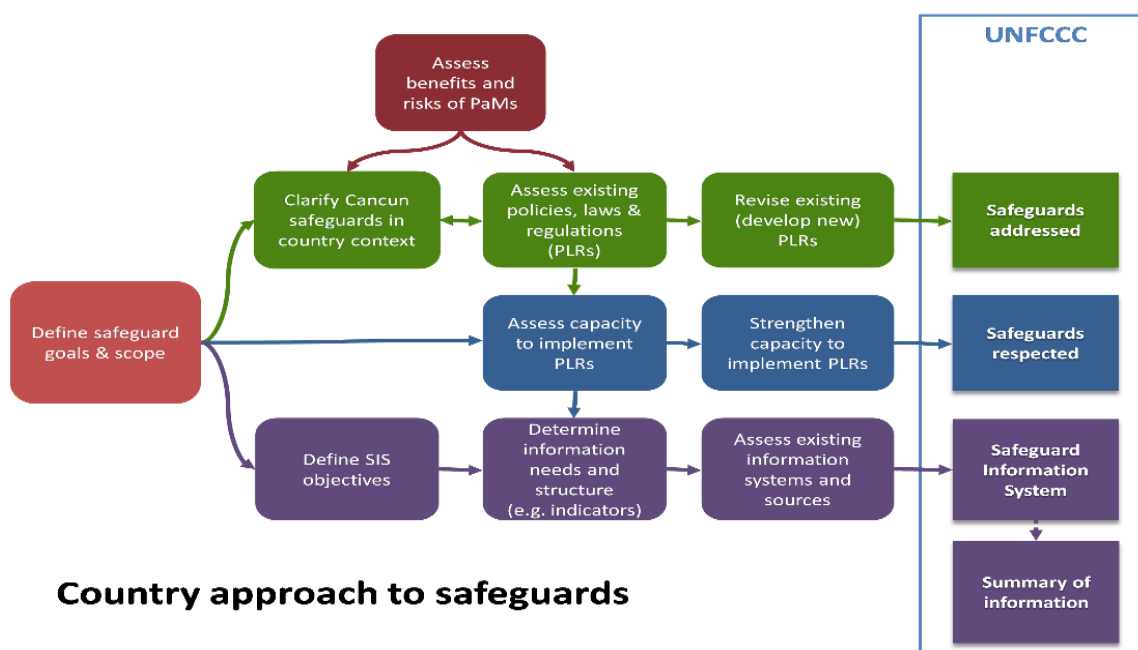 UNFCCC
Assess
benefits and
risks of PaMs
Clarify Cancun
safeguards in
country context
Assess existing
policies, laws &
regulations
(PLRs)
Revise existing
(develop new)
PLRs
Safeguards
addressed
Define safeguard
goals & scope
Assess capacity
to implement
PLRs
Strengthen
capacity to
implement PLRs
Safeguards
respected
Define SIS
objectives
Determine
information
needs and
structure
(e.g. indicators)
Assess existing
information
systems and
sources
Safeguard
Information
System
Summary of
information
Country approach to safeguards